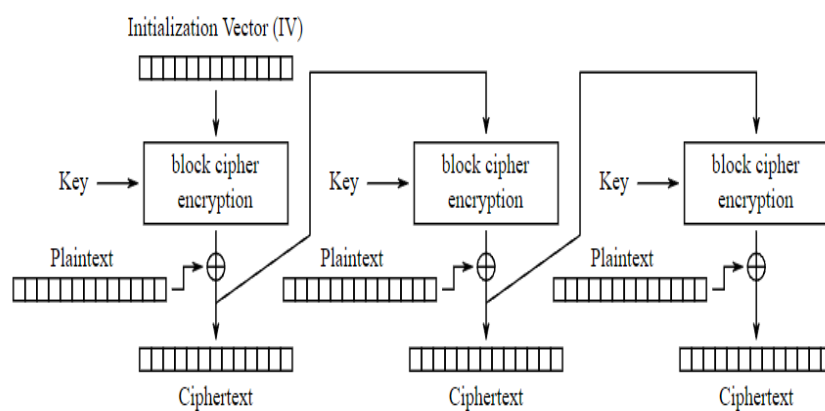 Initialization Vector (IV)
Key
block cipher
encryption
Key
block cipher
encryption
Key
block cipher
encryption
Plaintext
Plaintext
Plaintext
Ciphertext
Ciphertext
Ciphertext